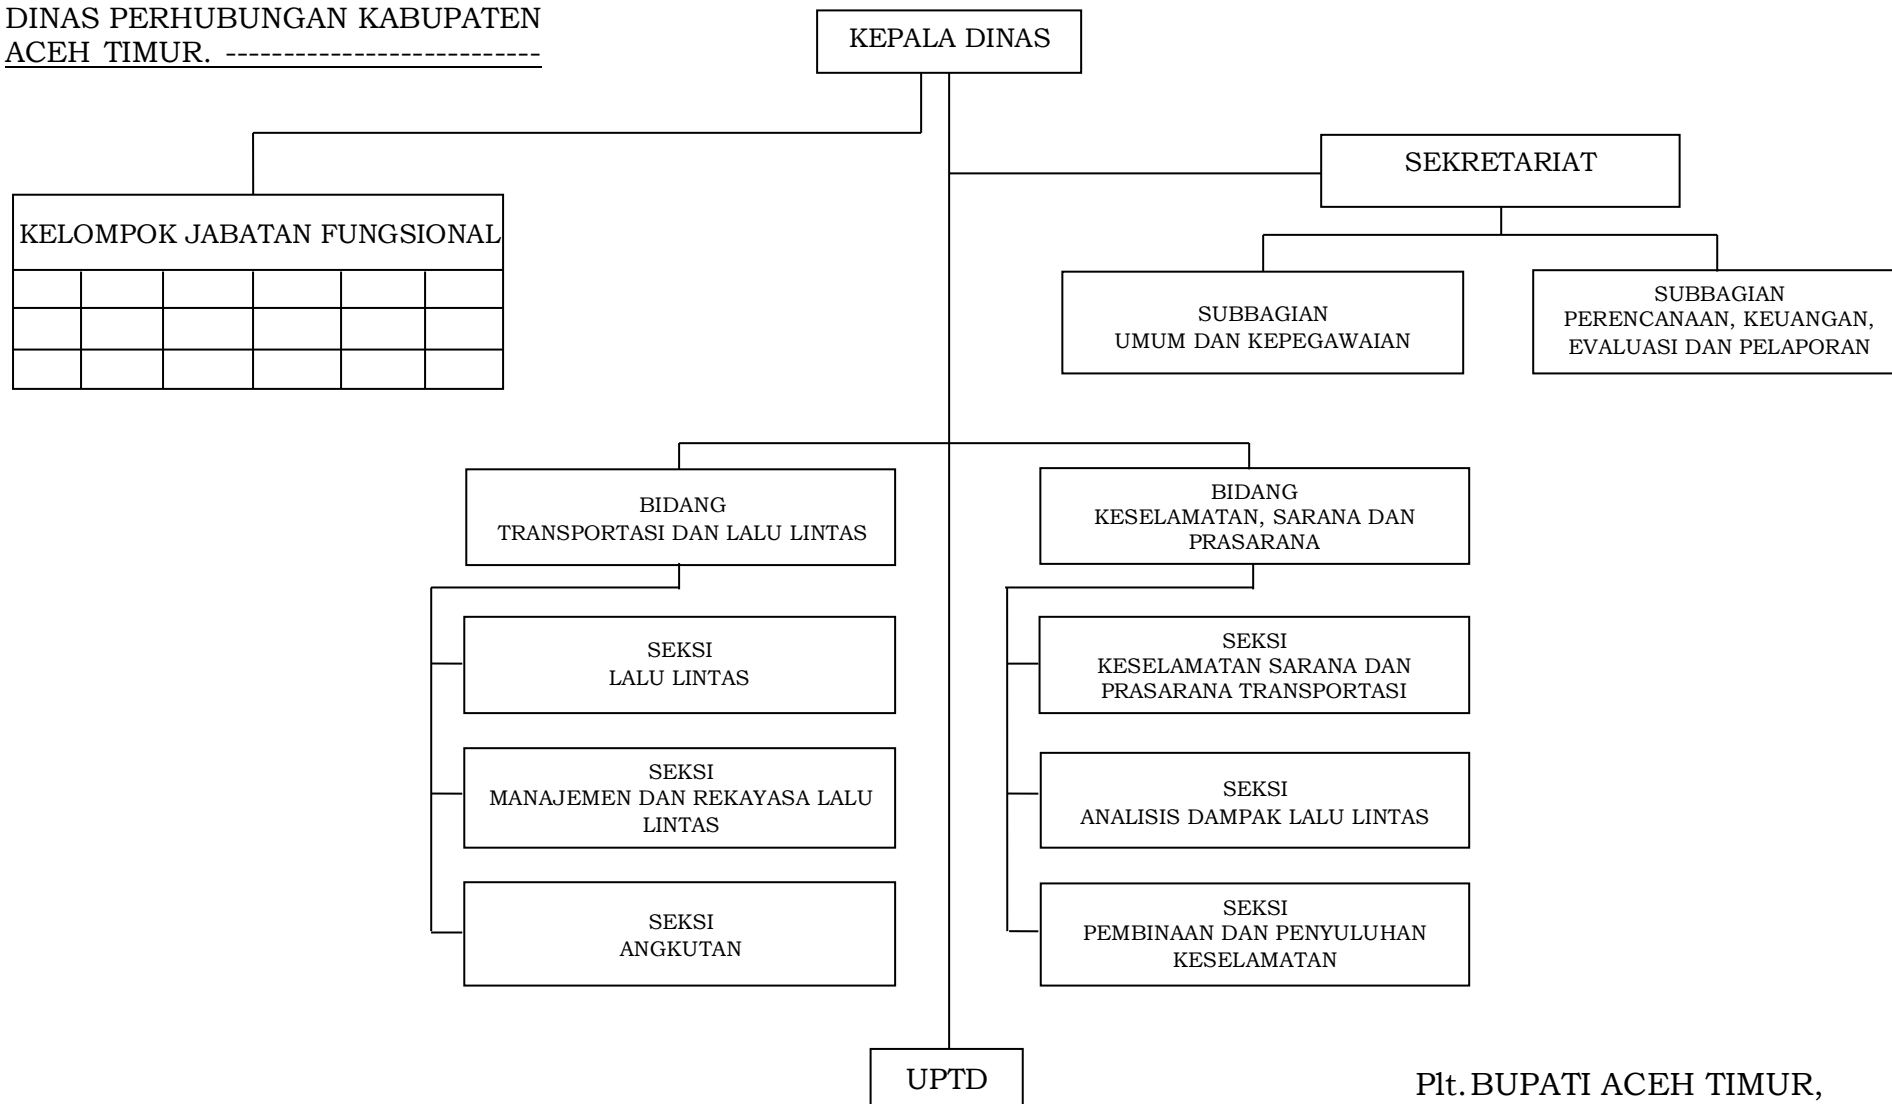 DINAS PERHUBUNGAN KABUPATEN
ACEH TIMUR. ---------------------------
KEPALA DINAS
SEKRETARIAT
KELOMPOK JABATAN FUNGSIONAL
SUBBAGIAN
UMUM DAN KEPEGAWAIAN
SUBBAGIAN
PERENCANAAN, KEUANGAN,
EVALUASI DAN PELAPORAN
BIDANG
TRANSPORTASI DAN LALU LINTAS
BIDANG
KESELAMATAN, SARANA DAN
PRASARANA
SEKSI
LALU LINTAS
SEKSI
KESELAMATAN SARANA DAN
PRASARANA TRANSPORTASI
SEKSI
MANAJEMEN DAN REKAYASA LALU
LINTAS
SEKSI
ANALISIS DAMPAK LALU LINTAS
SEKSI
ANGKUTAN
SEKSI
PEMBINAAN DAN PENYULUHAN
KESELAMATAN
UPTD
Plt. BUPATI ACEH TIMUR,